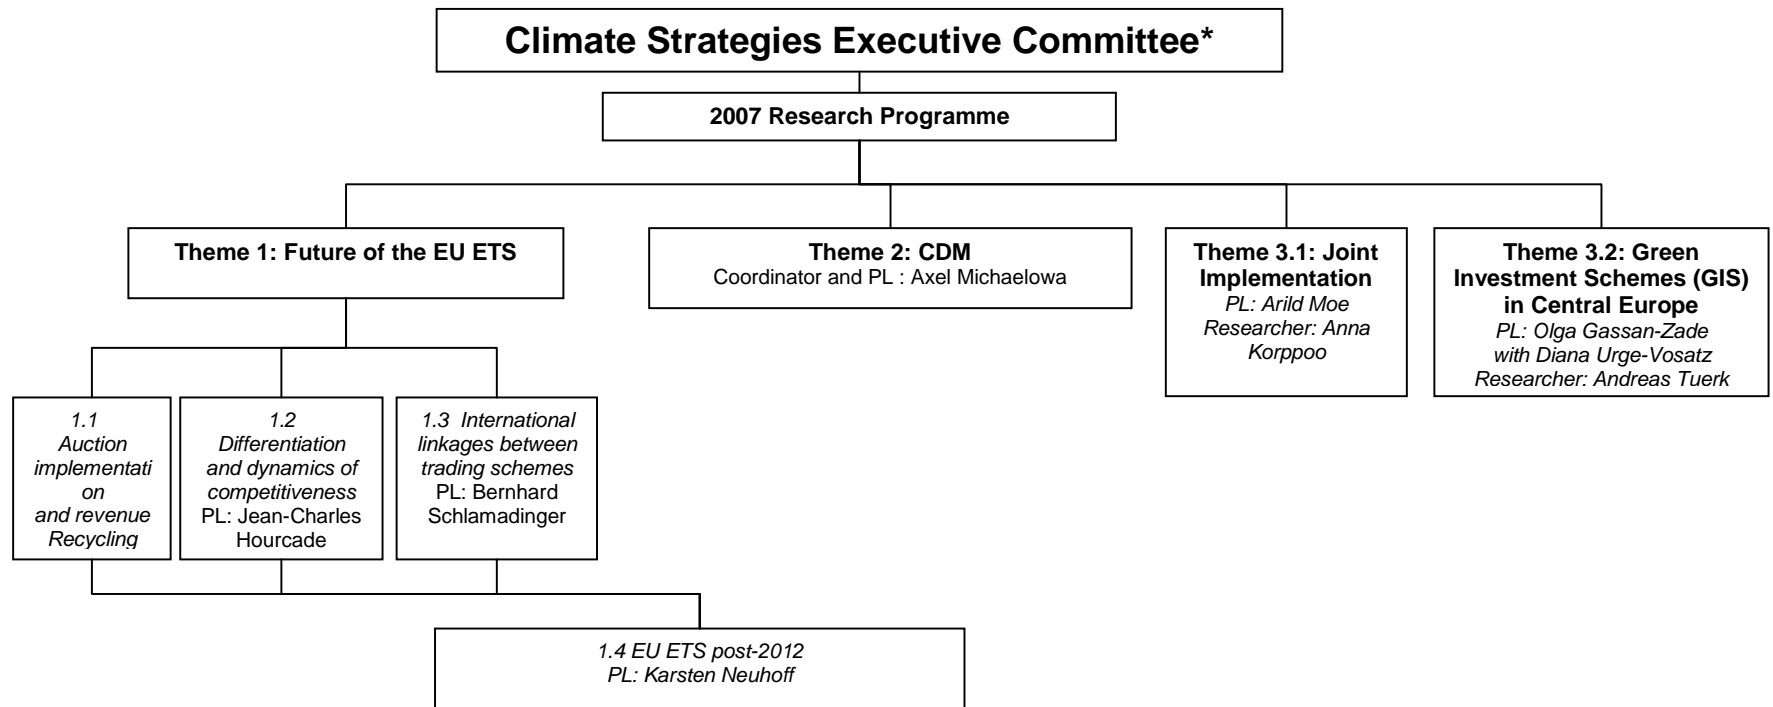 Climate Strategies Executive Committee*
2007 Research Programme
Theme 1: Future of the EU ETS
Theme 2: CDM
Coordinator and PL : Axel Michaelowa
Theme 3.1: Joint
Implementation
PL: Arild Moe
Researcher: Anna
Korppoo
Theme 3.2: Green
Investment Schemes (GIS)
in Central Europe
PL: Olga Gassan-Zade
with Diana Urge-Vosatz
Researcher: Andreas Tuerk
1.1
Auction
implementati
on
and revenue
Recycling
1.2
Differentiation
and dynamics of
competitiveness
PL: Jean-Charles
Hourcade
1.3 International
linkages between
trading schemes
PL: Bernhard
Schlamadinger
1.4 EU ETS post-2012
PL: Karsten Neuhoff